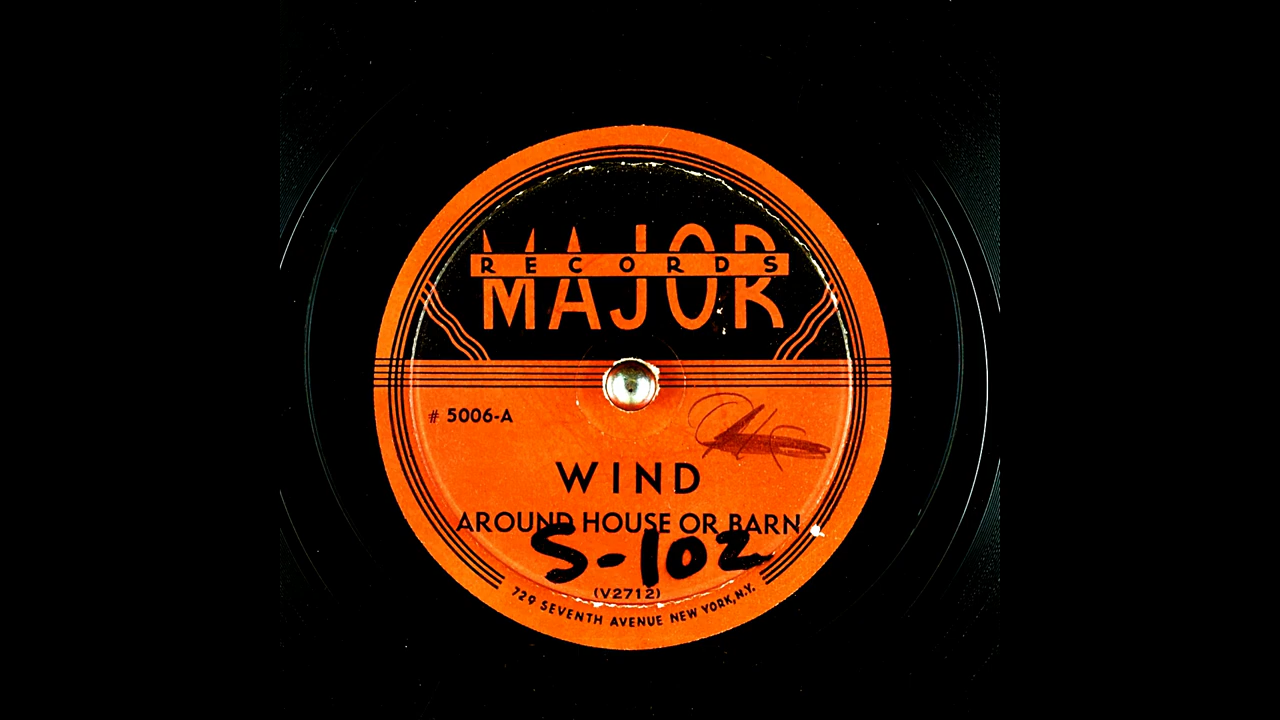 MAJOR
RECORDS
# 5006-A
WIND
AROUND HOUSE OR BARN
S-102
(V2712)
729 SEVENTH AVENUE NEW YORK, N.Y.